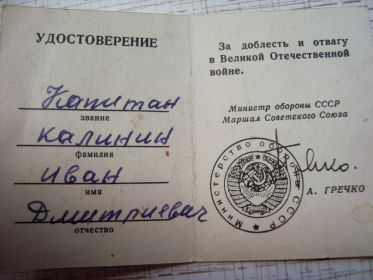 УДОСТОВЕРЕНИЕ
Капитан
звание
Калинин
фамилия
Иван
имя
Дмитриевич
отчество
За доблесть и отвагу
в Великой Отечественной
войне.
Министр обороны СССР
Маршал Советского Союза
Министерство обороны СССР
А. ГРЕЧКО